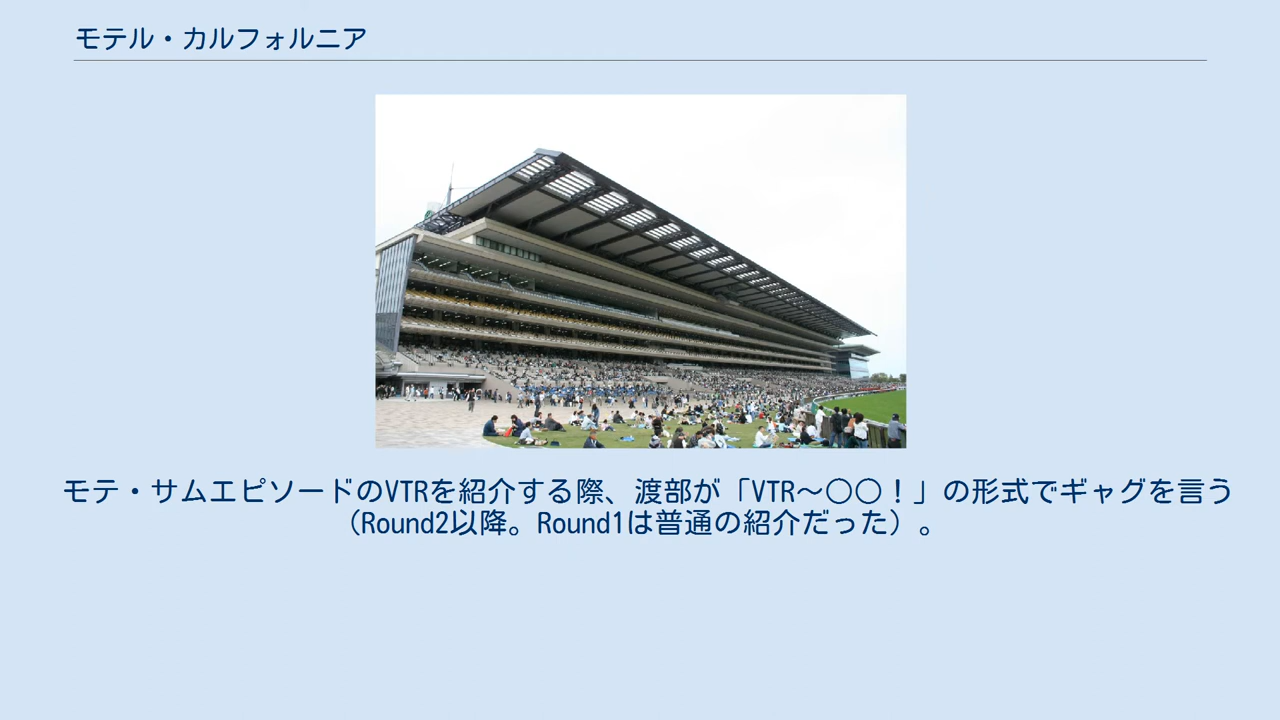 モテル・カルフォルニア
モテ・サムエピソードのVTRを紹介する際、渡部が「VTR〜○○！」の形式でギャグを言う
（Round2以降。Round1は普通の紹介だった）。